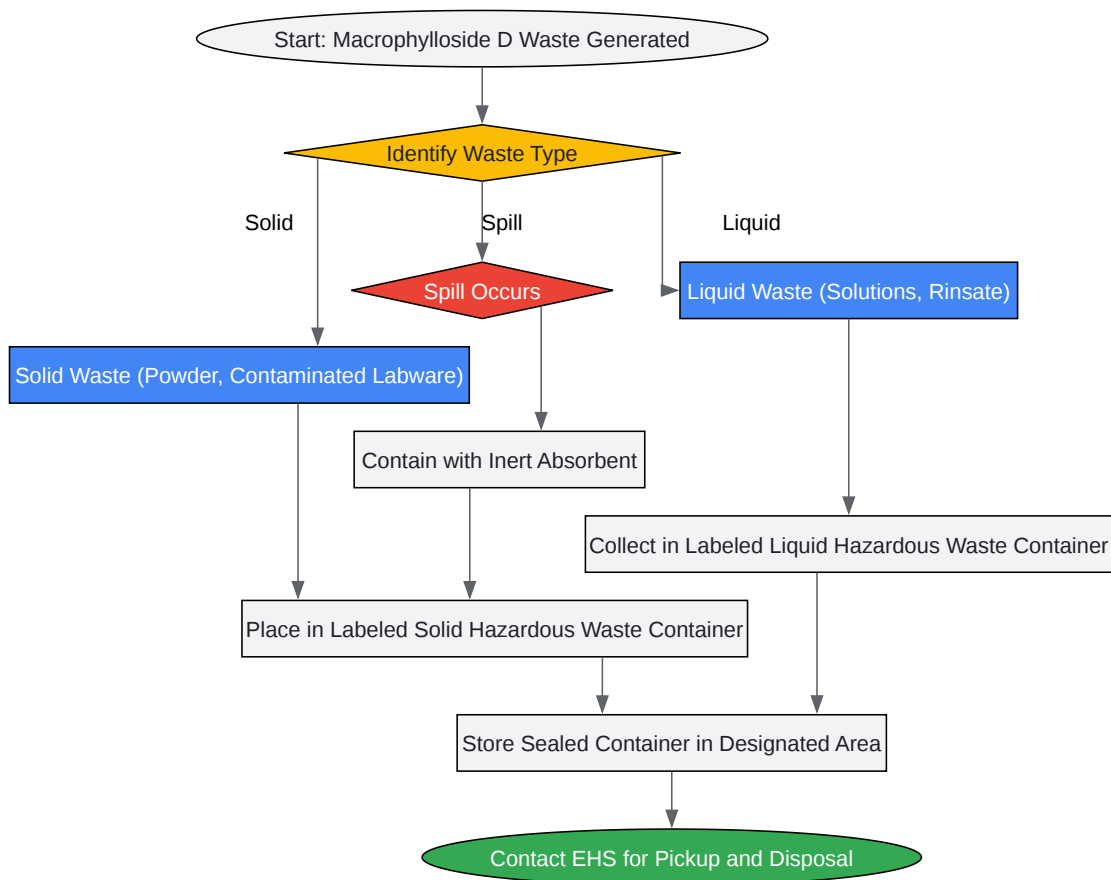 Start: Macrophylloside D Waste Generated
Identify Waste Type
Solid
Spill
Liquid
Spill Occurs
Liquid Waste (Solutions, Rinsate)
Solid Waste (Powder, Contaminated Labware)
Contain with Inert Absorbent
Collect in Labeled Liquid Hazardous Waste Container
Place in Labeled Solid Hazardous Waste Container
Store Sealed Container in Designated Area
Contact EHS for Pickup and Disposal